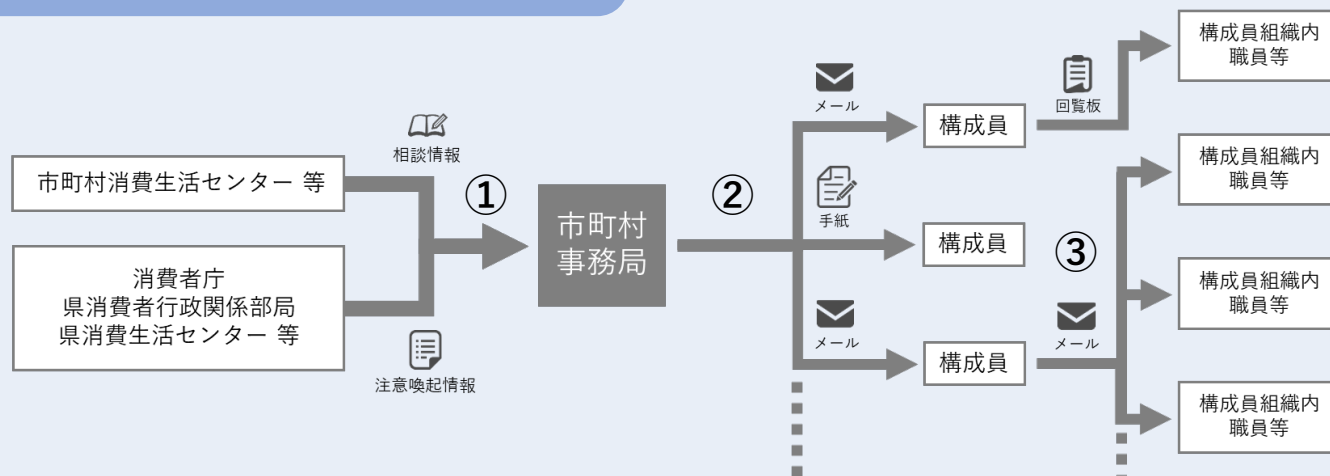 相談情報
市町村消費生活センター 等
消費者庁
県消費者行政関係部局
県消費生活センター 等
注意喚起情報
①
市町村
事務局
②
メール
手紙
メール
構成員
構成員
構成員
回覧板
③
メール
構成員組織内
職員等
構成員組織内
職員等
構成員組織内
職員等
構成員組織内
職員等